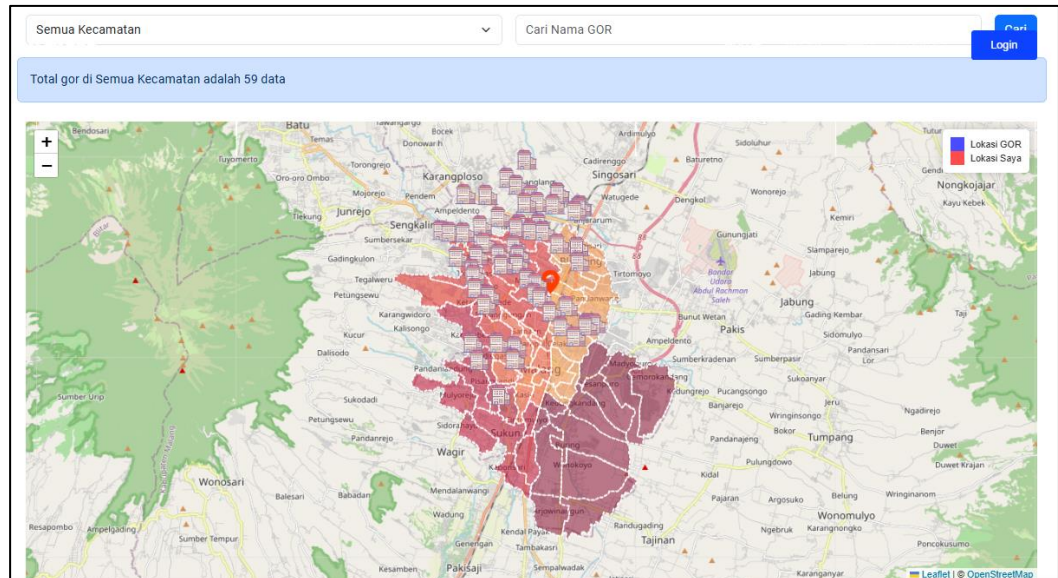 Semua Kecamatan
Cari Nama GOR
Cari
Login
Total gor di Semua Kecamatan adalah 59 data
+
−
Lokasi GOR
Lokasi Saya
Bendosari
Batu
Bocek
Ardimulyo
Temas
Donowarih
Sidoluhur
Tuyomerto
Torongrejo
Cadirenggo
Baturetno
Oro-oro Ombo
Karangploso
Singosari
Nongkojajar
Mojorejo
Pendem
Watugede
Dengkol
Wonorejo
Kayu Kebek
Tlekung
Junrejo
Ampeldento
Kemiri
Sumbersekar
Gunungjati
Gadingkulon
Slamparejo
Tegalweru
Tirtomoyo
Bandar
Udara
Abdul Rachman
Saleh
Jabung
Petungsewu
Jabung
Karangwidoro
Bunut Wetan
Gading Kembar
Taji
Kalisongo
Pakis
Sidomulyo
Kucur
Ampeldento
Pandansari
Lor
Dalisodo
Sumberkradenan
Sumberpasir
Sukoanyar
Sumber Urip
Sukodadi
Kedungrejo
Pucangsongo
Jeru
Banjarejo
Ngadirejo
Petungsewu
Wringinsongo
Pandanrejo
Sukun
Bokor
Tumpang
Benjor
Pandanajeng
Duwet
Wagir
Pulungdowo
Duwet Krajan
Wonosari
Kidal
Balesari
Babadan
Mendalanwangi
Pajaran
Argosuko
Belung
Wringinanom
Wadung
Wonomulyo
Resapombo
Ampelgading
Randugading
Ngebruk
Karangnongko
Sumber Tempur
Kendal Payak
Tajinan
Genengan
Tambakasri
Poncokusumo
Kesamben
Pakisaji
Sempalwadak
Karanganyar
Leaflet | © OpenStreetMap